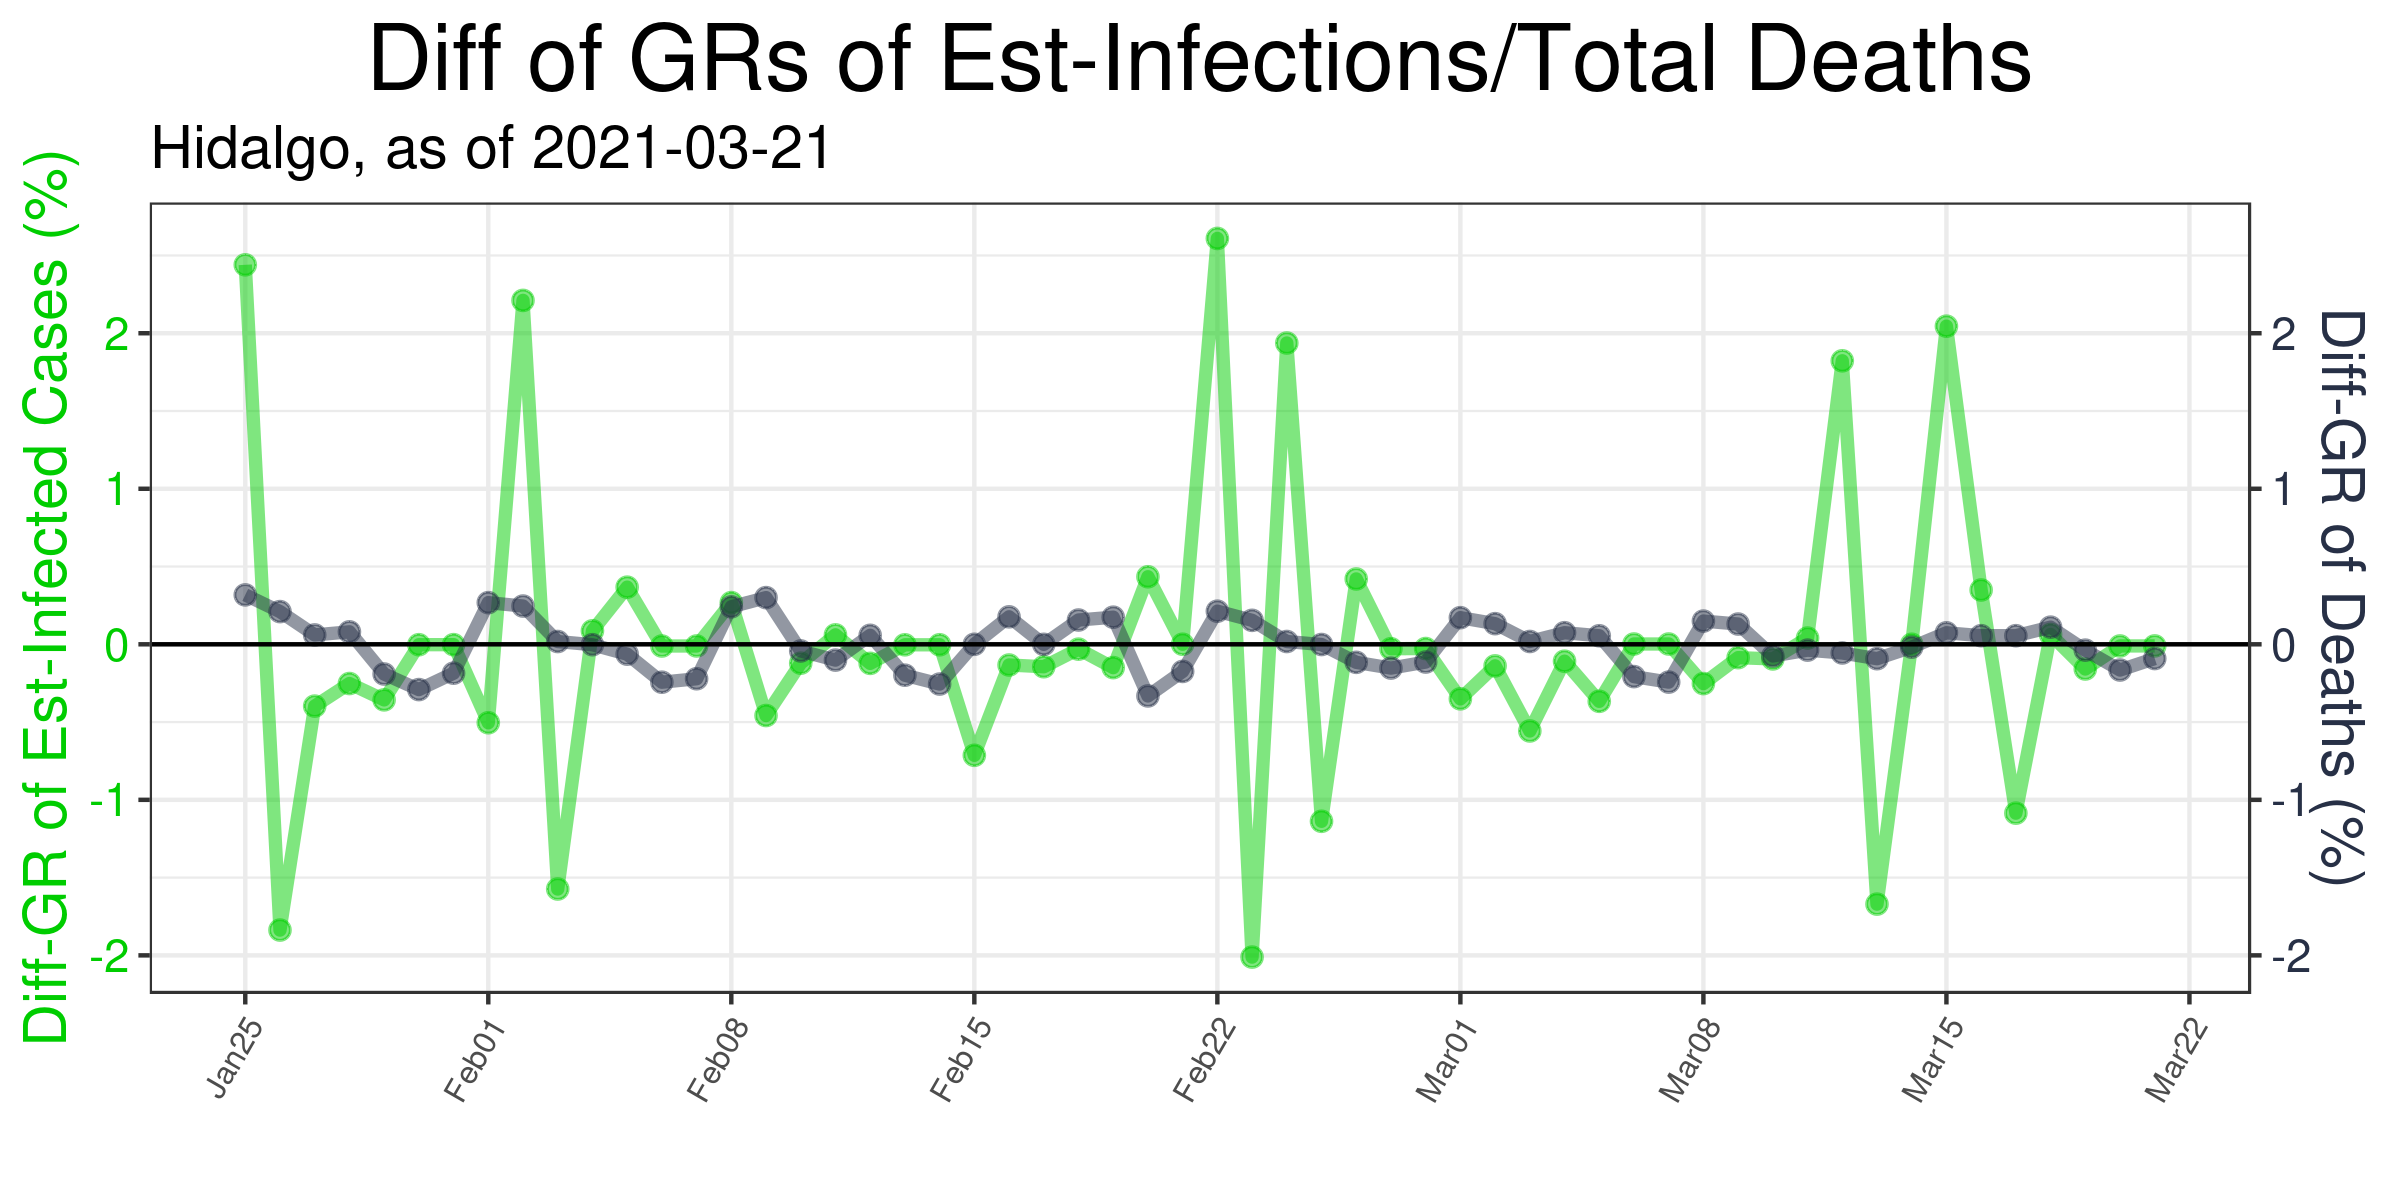 Diff of GRs of Est-Infections/Total Deaths
Hidalgo, as of 2021-03-21
Diff-GR of Est-Infected Cases (%)
2
1
0
-1
-2
2
1
0
-1
-2
Diff-GR of Deaths (%)
Jan25
Feb01
Feb08
Feb15
Feb22
Mar01
Mar08
Mar15
Mar22